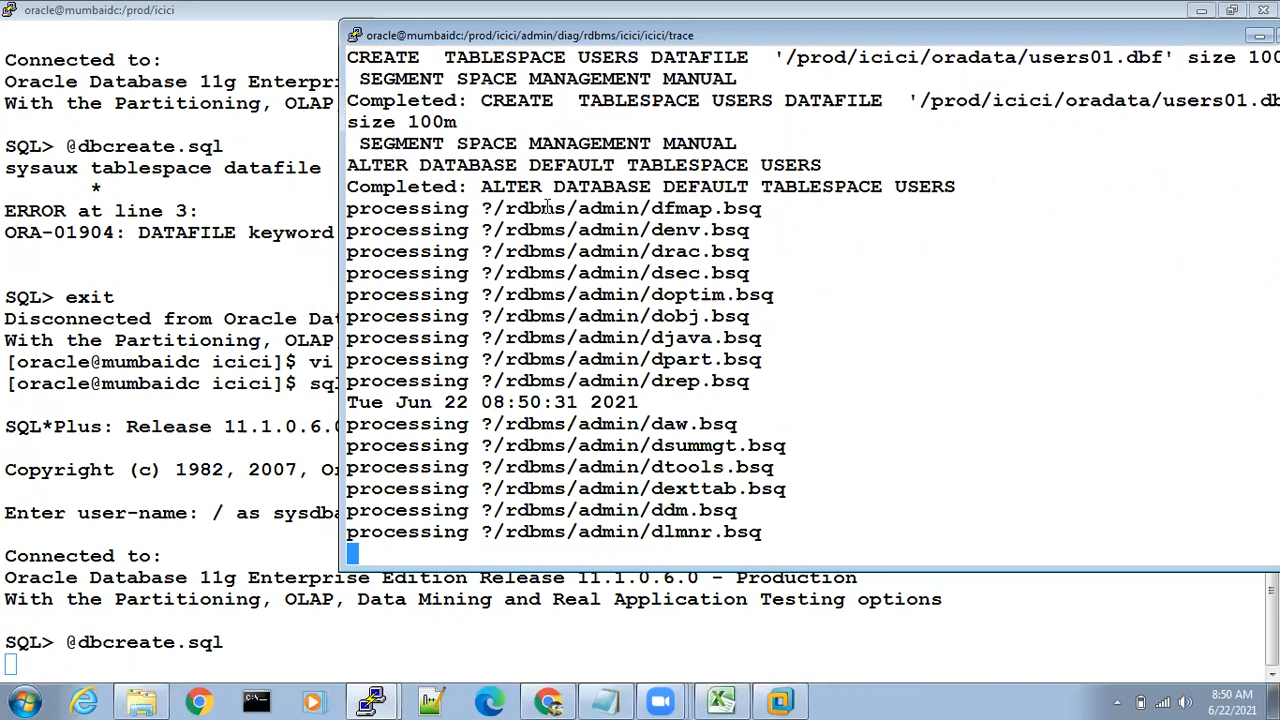 oracle@mumbaidc:/prod/icici
Connected to:
Oracle Database 11g Enterpri
With the Partitioning, OLAP,
SQL> @dbcreate.sql
sysaux tablespace datafile
*
ERROR at line 3:
ORA-01904: DATAFILE keyword
SQL> exit
Disconnected from Oracle Dat
With the Partitioning, OLAP,
[oracle@mumbaidc icici]$ vi
[oracle@mumbaidc icici]$ sql
SQL*Plus: Release 11.1.0.6.0
Copyright (c) 1982, 2007, Or
Enter user-name: / as sysdba
Connected to:
Oracle Database 11g Enterprise Edition Release 11.1.0.6.0 - Production
With the Partitioning, OLAP, Data Mining and Real Application Testing options
SQL> @dbcreate.sql
oracle@mumbaidc:/prod/icici/admin/diag/rdbms/icici/icici/trace
CREATE  TABLESPACE USERS DATAFILE  '/prod/icici/oradata/users01.dbf' size 100
SEGMENT SPACE MANAGEMENT MANUAL
Completed: CREATE  TABLESPACE USERS DATAFILE  '/prod/icici/oradata/users01.db
size 100m
SEGMENT SPACE MANAGEMENT MANUAL
ALTER DATABASE DEFAULT TABLESPACE USERS
Completed: ALTER DATABASE DEFAULT TABLESPACE USERS
processing ?/rdbms/admin/dfmap.bsq
processing ?/rdbms/admin/denv.bsq
processing ?/rdbms/admin/drac.bsq
processing ?/rdbms/admin/dsec.bsq
processing ?/rdbms/admin/doptim.bsq
processing ?/rdbms/admin/dobj.bsq
processing ?/rdbms/admin/djava.bsq
processing ?/rdbms/admin/dpart.bsq
processing ?/rdbms/admin/drep.bsq
Tue Jun 22 08:50:31 2021
processing ?/rdbms/admin/daw.bsq
processing ?/rdbms/admin/dsummgt.bsq
processing ?/rdbms/admin/dtools.bsq
processing ?/rdbms/admin/dexttab.bsq
processing ?/rdbms/admin/ddm.bsq
processing ?/rdbms/admin/dlmnr.bsq
8:50 AM
6/22/2021